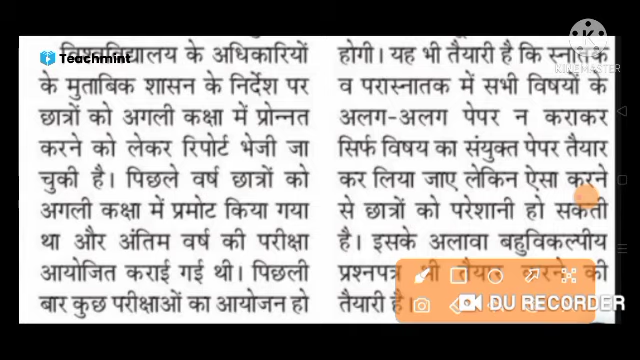 Teachmint
विश्वविद्यालय के अधिकारियों
के मुताबिक शासन के निर्देश पर
छात्रों को अगली कक्षा में प्रोन्नत
करने को लेकर रिपोर्ट भेजी जा
चुकी है। पिछले वर्ष छात्रों को
अगली कक्षा में प्रमोट किया गया
था और अंतिम वर्ष की परीक्षा
आयोजित कराई गई थी। पिछली
बार कुछ परीक्षाओं का आयोजन हो
होगी। यह भी तैयारी है कि स्नातक
व परास्नातक में सभी विषयों के
अलग-अलग पेपर न कराकर
सिर्फ विषय का संयुक्त पेपर तैयार
कर लिया जाए लेकिन ऐसा करने
से छात्रों को परेशानी हो सकती
है। इसके अलावा बहुविकल्पीय
प्रश्नपत्र भी तैयार करने की
तैयारी है।
KINEMASTER
DU RECORDER